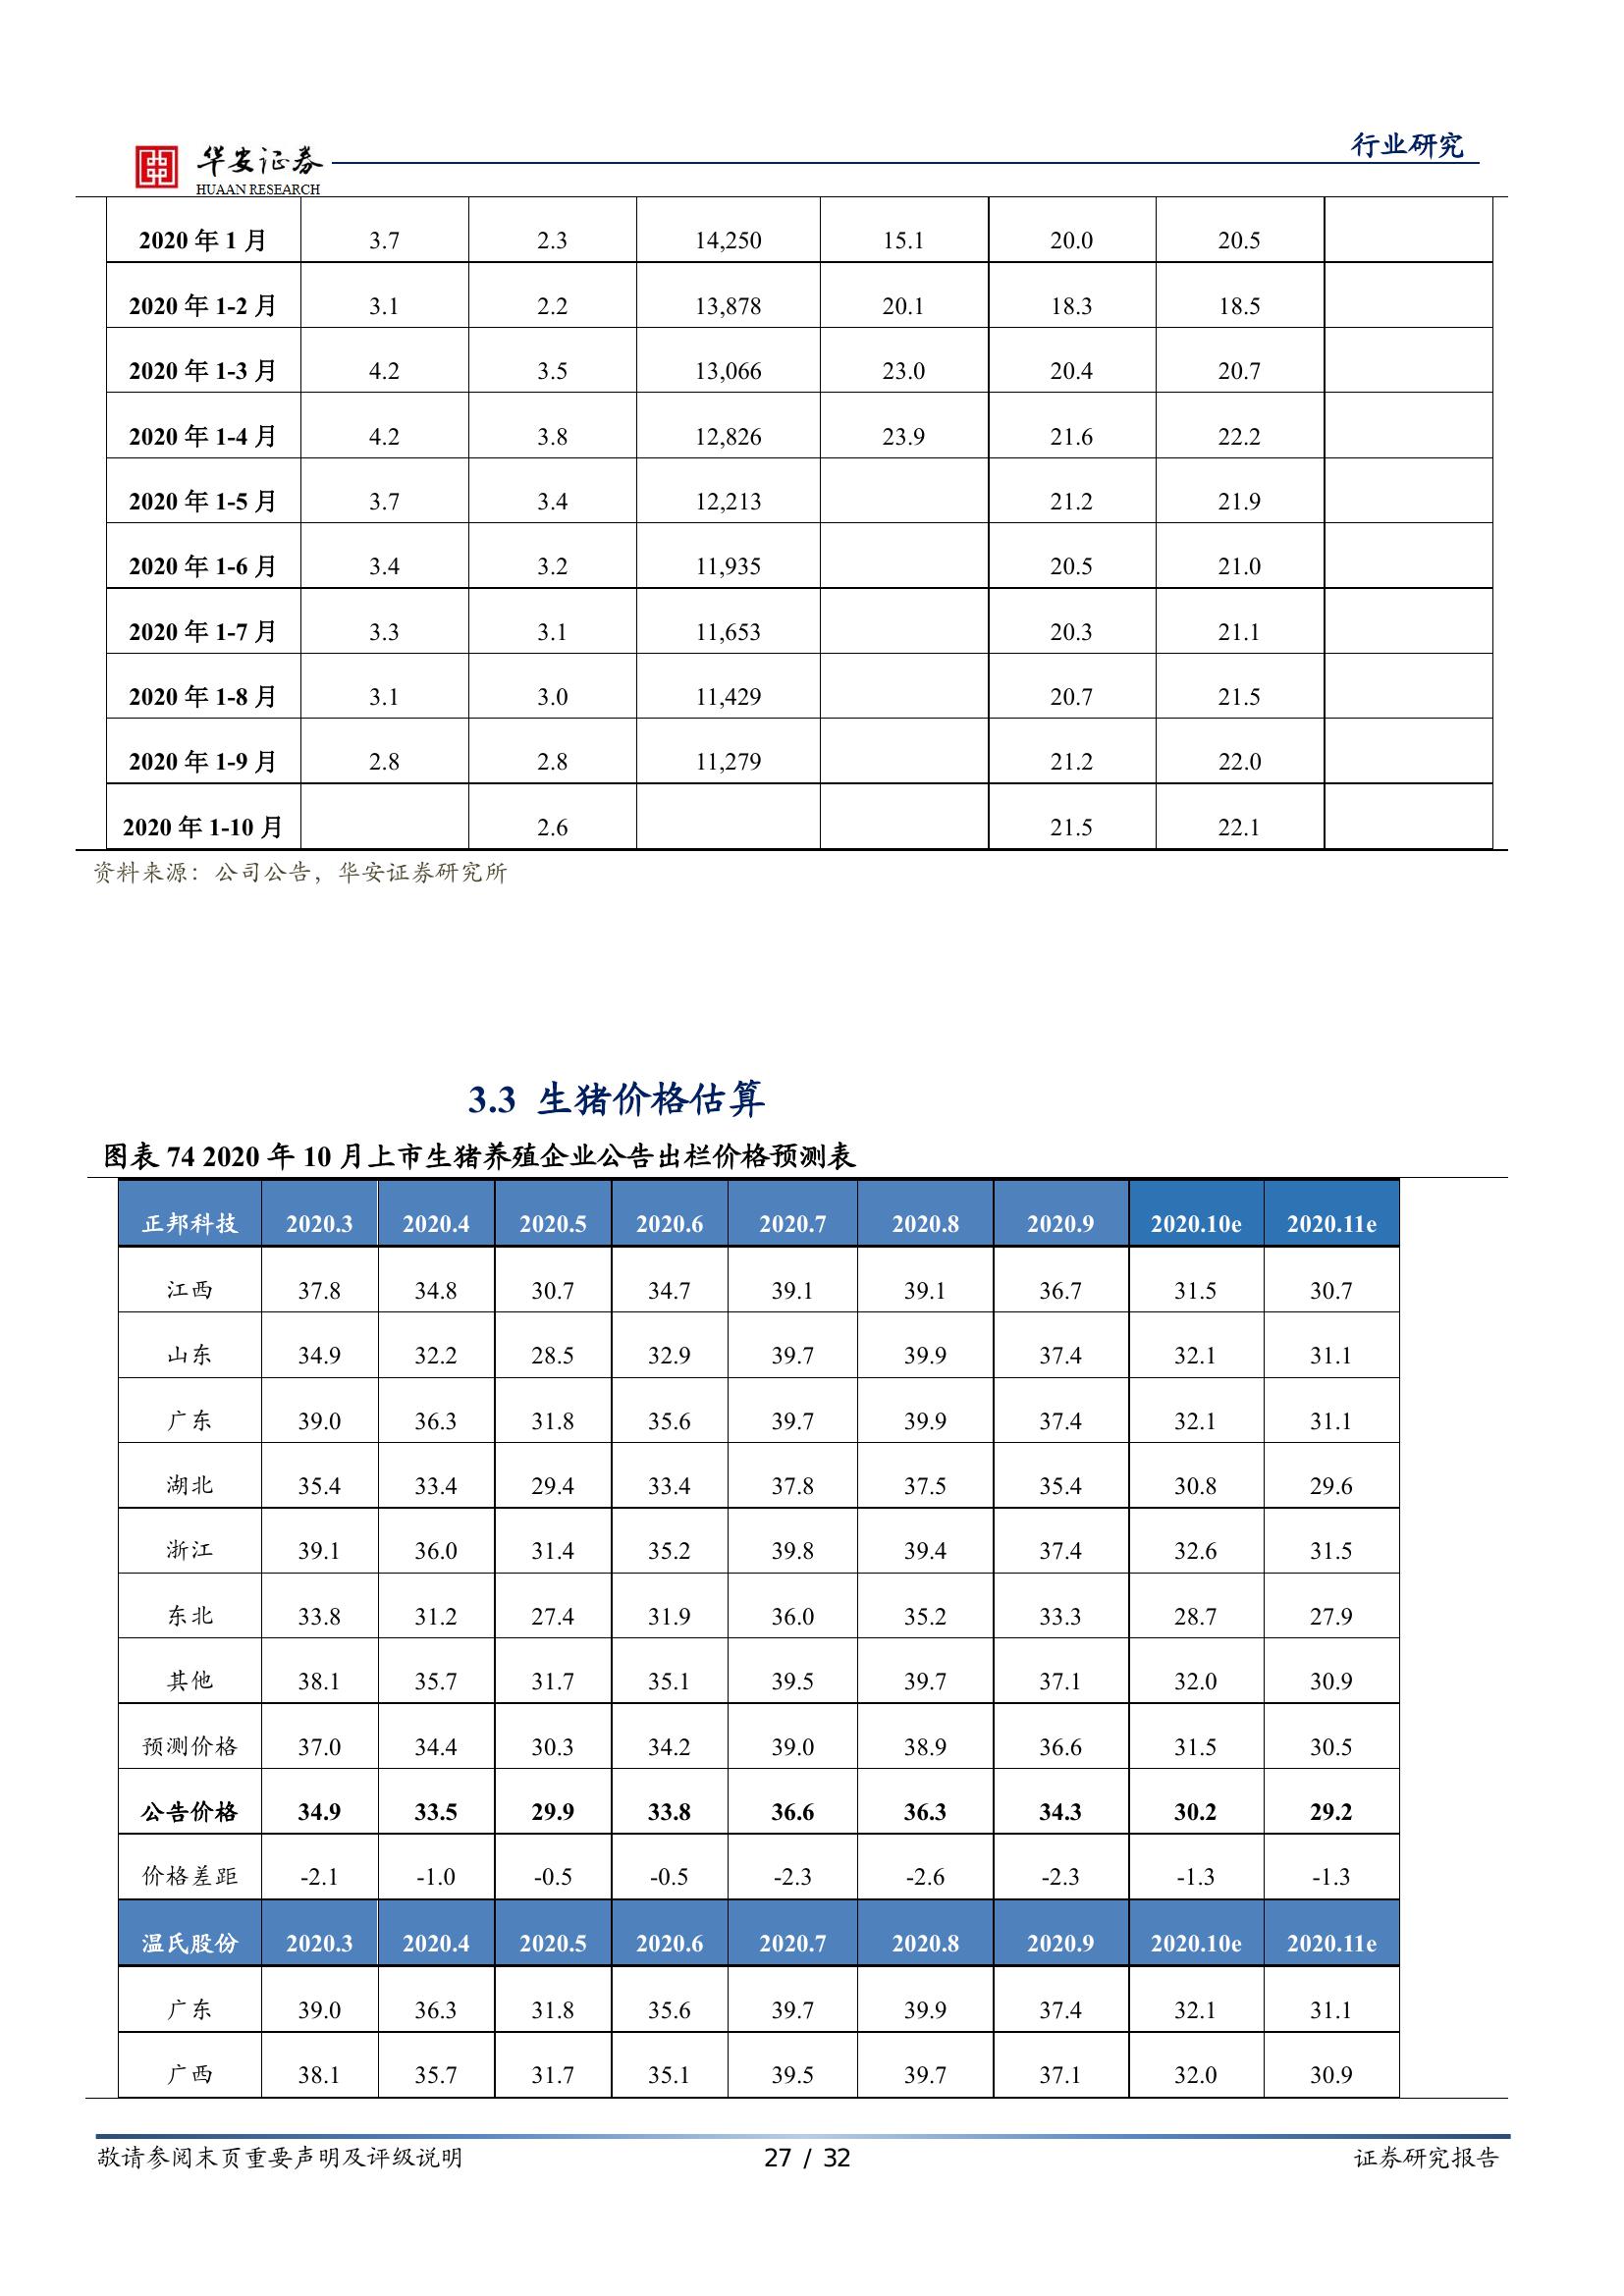 华安证券
HUAAN RESEARCH
行业研究
2020 年 1 月 3.7 2.3 14,250 15.1 20.0 20.5
2020 年 1-2 月 3.1 2.2 13,878 20.1 18.3 18.5
2020 年 1-3 月 4.2 3.5 13,066 23.0 20.4 20.7
2020 年 1-4 月 4.2 3.8 12,826 23.9 21.6 22.2
2020 年 1-5 月 3.7 3.4 12,213 21.2 21.9
2020 年 1-6 月 3.4 3.2 11,935 20.5 21.0
2020 年 1-7 月 3.3 3.1 11,653 20.3 21.1
2020 年 1-8 月 3.1 3.0 11,429 20.7 21.5
2020 年 1-9 月 2.8 2.8 11,279 21.2 22.0
2020 年 1-10 月 2.6 21.5 22.1
资料来源：公司公告，华安证券研究所
3.3 生猪价格估算
图表 74 2020 年 10 月上市生猪养殖企业公告出栏价格预测表
正邦科技 2020.3 2020.4 2020.5 2020.6 2020.7 2020.8 2020.9 2020.10e 2020.11e
江西 37.8 34.8 30.7 34.7 39.1 39.1 36.7 31.5 30.7
山东 34.9 32.2 28.5 32.9 39.7 39.9 37.4 32.1 31.1
广东 39.0 36.3 31.8 35.6 39.7 39.9 37.4 32.1 31.1
湖北 35.4 33.4 29.4 33.4 37.8 37.5 35.4 30.8 29.6
浙江 39.1 36.0 31.4 35.2 39.8 39.4 37.4 32.6 31.5
东北 33.8 31.2 27.4 31.9 36.0 35.2 33.3 28.7 27.9
其他 38.1 35.7 31.7 35.1 39.5 39.7 37.1 32.0 30.9
预测价格 37.0 34.4 30.3 34.2 39.0 38.9 36.6 31.5 30.5
公告价格 34.9 33.5 29.9 33.8 36.6 36.3 34.3 30.2 29.2
价格差距 -2.1 -1.0 -0.5 -0.5 -2.3 -2.6 -2.3 -1.3 -1.3
温氏股份 2020.3 2020.4 2020.5 2020.6 2020.7 2020.8 2020.9 2020.10e 2020.11e
广东 39.0 36.3 31.8 35.6 39.7 39.9 37.4 32.1 31.1
广西 38.1 35.7 31.7 35.1 39.5 39.7 37.1 32.0 30.9
敬请参阅末页重要声明及评级说明 27 / 32 证券研究报告